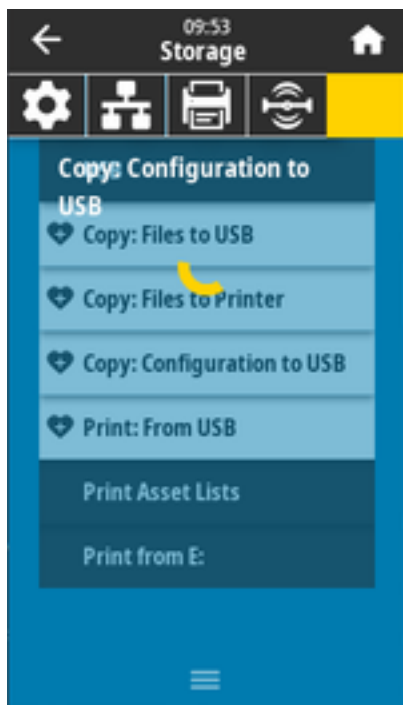 09:53
Storage
Copy: Configuration to
USB
Copy: Files to USB
Copy: Files to Printer
Copy: Configuration to USB
Print: From USB
Print Asset Lists
Print from E: